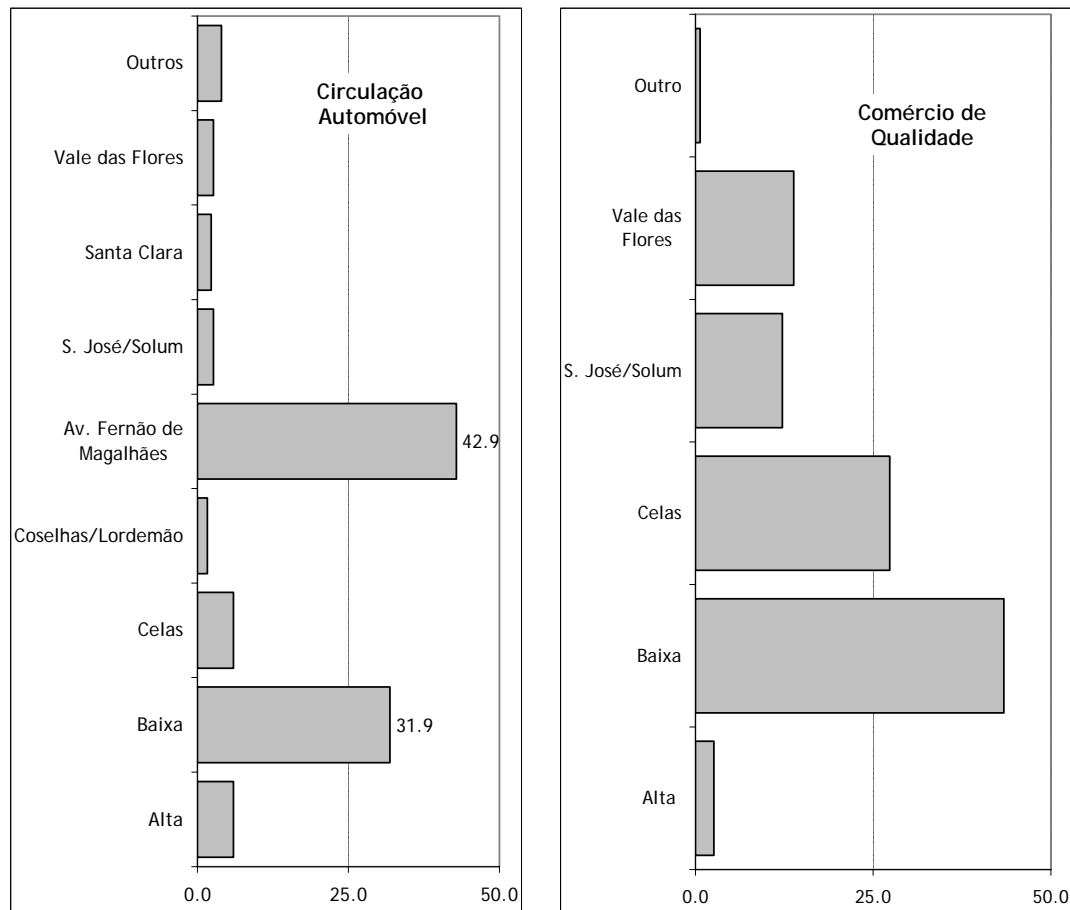 Circulação
Automóvel
Outros
Vale das Flores
Santa Clara
S. José/Solum
Av. Fernão de
Magalhães
42.9
Coselhas/Lordemão
Celas
Baixa
31.9
Alta
0.0 25.0 50.0
Comércio de
Qualidade
Outro
Vale das
Flores
S. José/Solum
Celas
Baixa
Alta
0.0 25.0 50.0